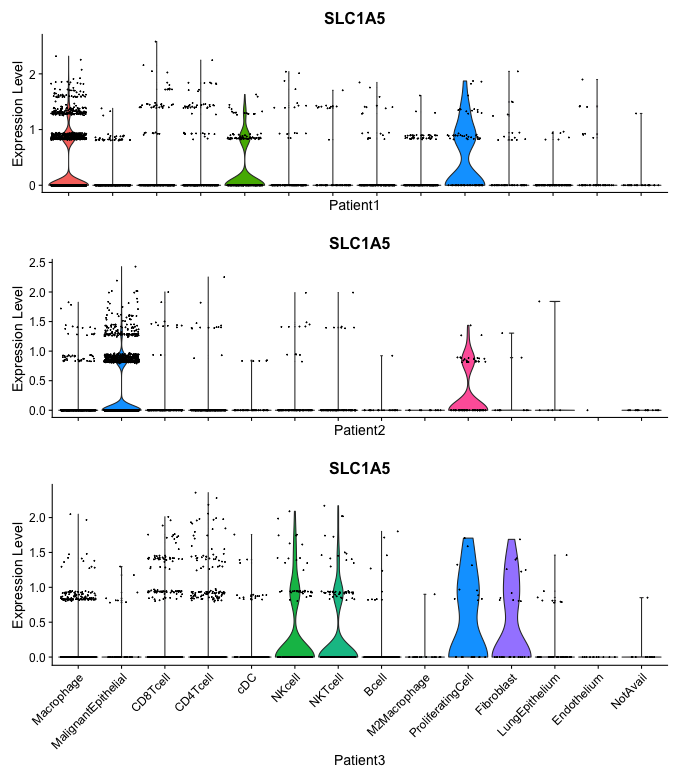 SLC1A5
Expression Level
2
1
0
Patient1
SLC1A5
Expression Level
2.5
2.0
1.5
1.0
0.5
0.0
Patient2
SLC1A5
Expression Level
2.0
1.5
1.0
0.5
0.0
Macrophage
MalignantEpithelial
CD8Tcell
CD4Tcell
cDC
NKcell
NKTcell
Bcell
M2Macrophage
ProliferatingCell
Fibroblast
LungEpithelium
Endothelium
NotAvail
Patient3